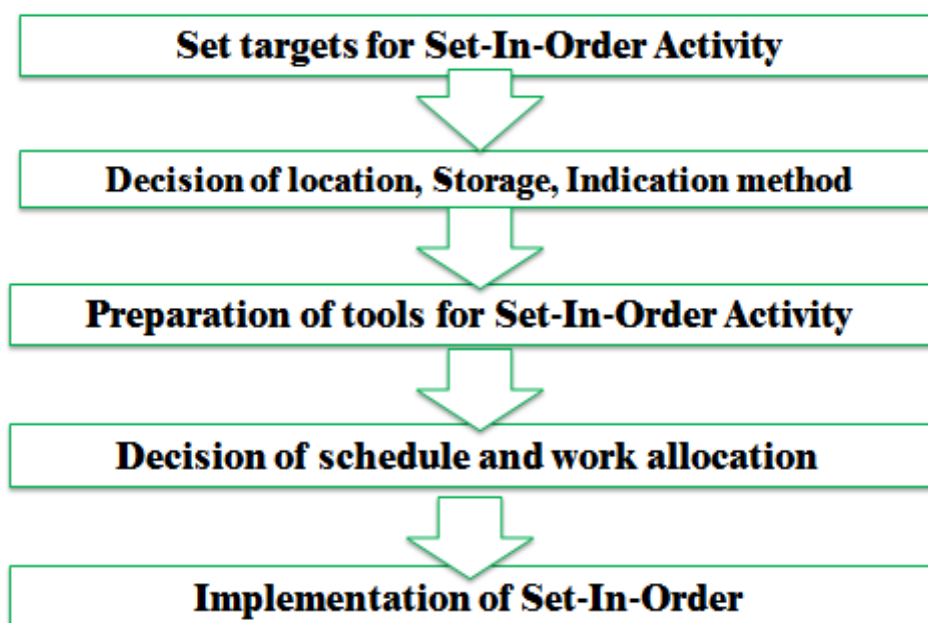 Set targets for Set-In-Order Activity
Decision of location, Storage, Indication method
Preparation of tools for Set-In-Order Activity
Decision of schedule and work allocation
Implementation of Set-In-Order